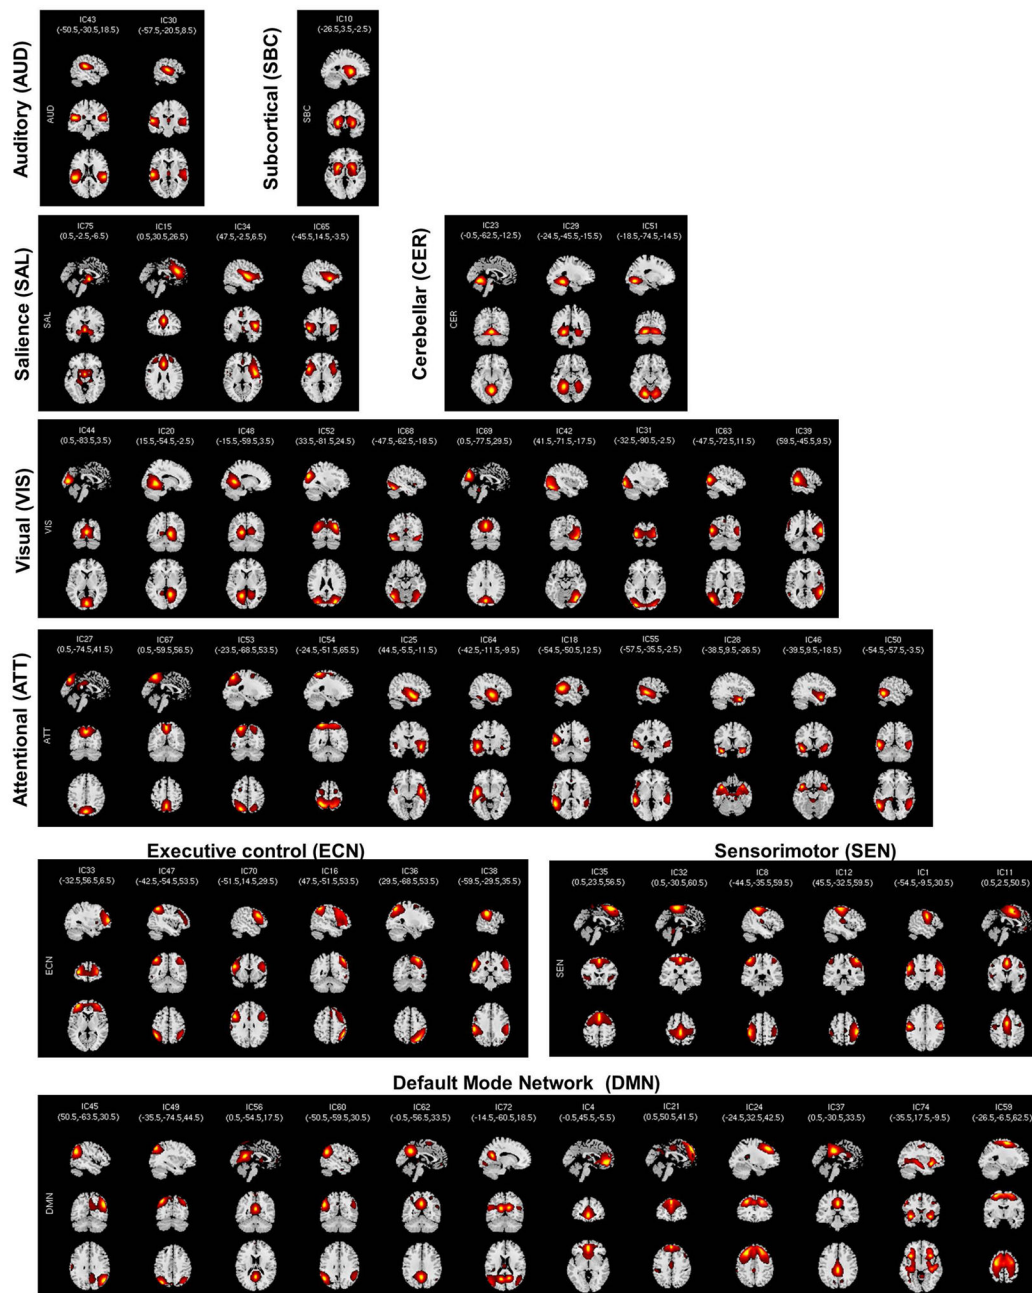 Auditory (AUD)
AUD
IC43 IC30
(-50.5,-30.5,18.5) (-57.5,-20.5,8.5)
Subcortical (SBC)
SBC
IC10
(-26.5,3.5,-2.5)
Salience (SAL)
SAL
IC75 IC15 IC34 IC65
(0.5,-2.5,-6.5) (0.5,30.5,26.5) (47.5,-2.5,6.5) (-45.5,14.5,-3.5)
Cerebellar (CER)
CER
IC23 IC29 IC51
(-0.5,-62.5,-12.5) (-24.5,-45.5,-15.5) (-18.5,-74.5,-14.5)
Visual (VIS)
VIS
IC44 IC20 IC48 IC52 IC68 IC69 IC42 IC31 IC63 IC39
(0.5,-83.5,3.5) (15.5,-54.5,-2.5) (-15.5,-59.5,3.5) (33.5,-81.5,24.5) (-47.5,-62.5,-18.5) (0.5,-77.5,29.5) (41.5,-71.5,-17.5) (-32.5,-90.5,-2.5) (-47.5,-72.5,11.5) (59.5,-45.5,9.5)
Attentional (ATT)
ATT
IC27 IC67 IC53 IC54 IC25 IC64 IC18 IC55 IC28 IC46 IC50
(0.5,-74.5,41.5) (0.5,-59.5,56.5) (-23.5,-68.5,53.5) (-24.5,-51.5,65.5) (44.5,-5.5,-11.5) (-42.5,-11.5,-9.5) (-54.5,-50.5,12.5) (-57.5,-35.5,-2.5) (-38.5,9.5,-26.5) (-39.5,9.5,-18.5) (-54.5,-57.5,-3.5)
Executive control (ECN)
ECN
IC33 IC47 IC70 IC16 IC36 IC38
(-32.5,56.5,6.5) (-42.5,-54.5,53.5) (-51.5,14.5,29.5) (47.5,-51.5,53.5) (29.5,-68.5,53.5) (-59.5,-29.5,35.5)
Sensorimotor (SEN)
SEN
IC35 IC32 IC8 IC12 IC1 IC11
(0.5,23.5,56.5) (0.5,-30.5,60.5) (-44.5,-35.5,59.5) (45.5,-32.5,59.5) (-54.5,-9.5,30.5) (0.5,2.5,50.5)
Default Mode Network (DMN)
DMN
IC45 IC49 IC56 IC60 IC62 IC72 IC4 IC21 IC24 IC37 IC74 IC59
(50.5,-63.5,30.5) (-35.5,-74.5,44.5) (0.5,-54.5,17.5) (-50.5,-59.5,30.5) (-0.5,-56.5,33.5) (-14.5,-60.5,18.5) (-0.5,45.5,-5.5) (0.5,50.5,41.5) (-24.5,32.5,42.5) (0.5,-30.5,33.5) (-35.5,17.5,-9.5) (-26.5,-6.5,62.5)